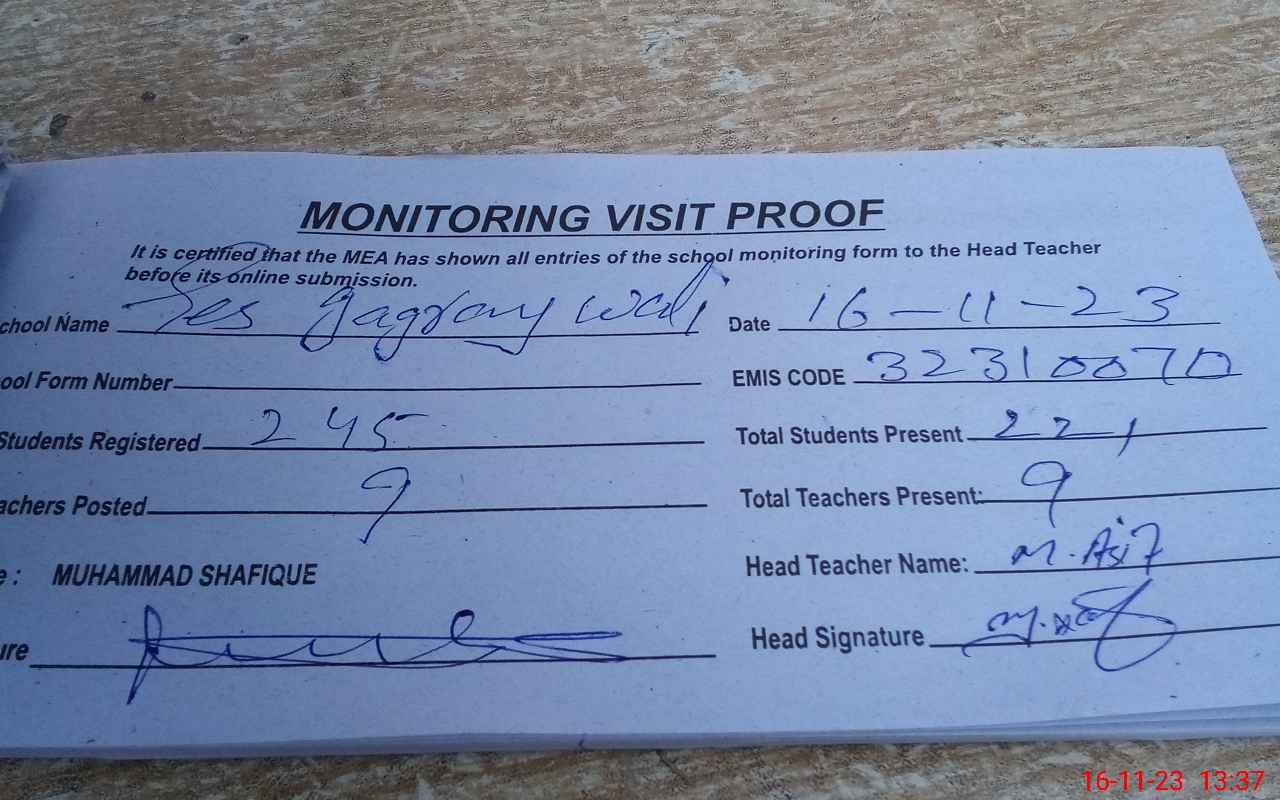 MONITORING VISIT PROOF
It is certified that the MEA has shown all entries of the school monitoring form to the Head Teacher
before its online submission.
chool Name Ges gagray wali Date 16-11-23
ool Form Number EMIS CODE 32310070
Students Registered 245 Total Students Present 221
achers Posted 9 Total Teachers Present: 9
e : MUHAMMAD SHAFIQUE Head Teacher Name: M. Asif
ure Head Signature
16-11-23 13:37